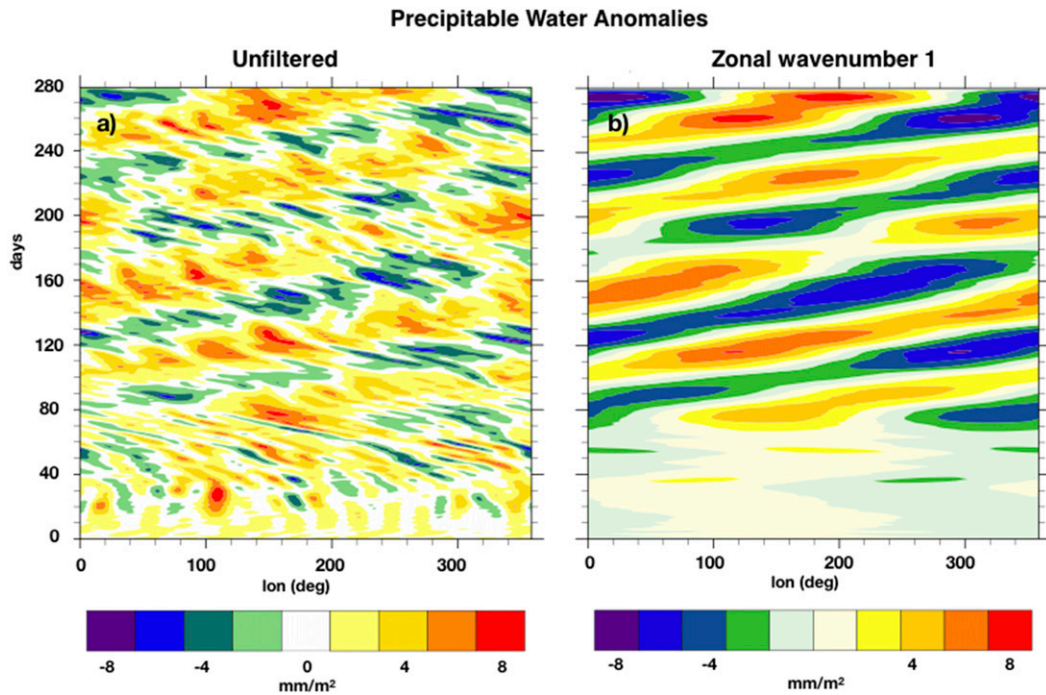 Precipitable Water Anomalies
Unfiltered
Zonal wavenumber 1
a)
b)
280
240
200
160
120
80
40
0
days
0 100 200 300
lon (deg)
0 100 200 300
lon (deg)
-8 -4 0 4 8
mm/m²
-8 -4 4 8
mm/m²